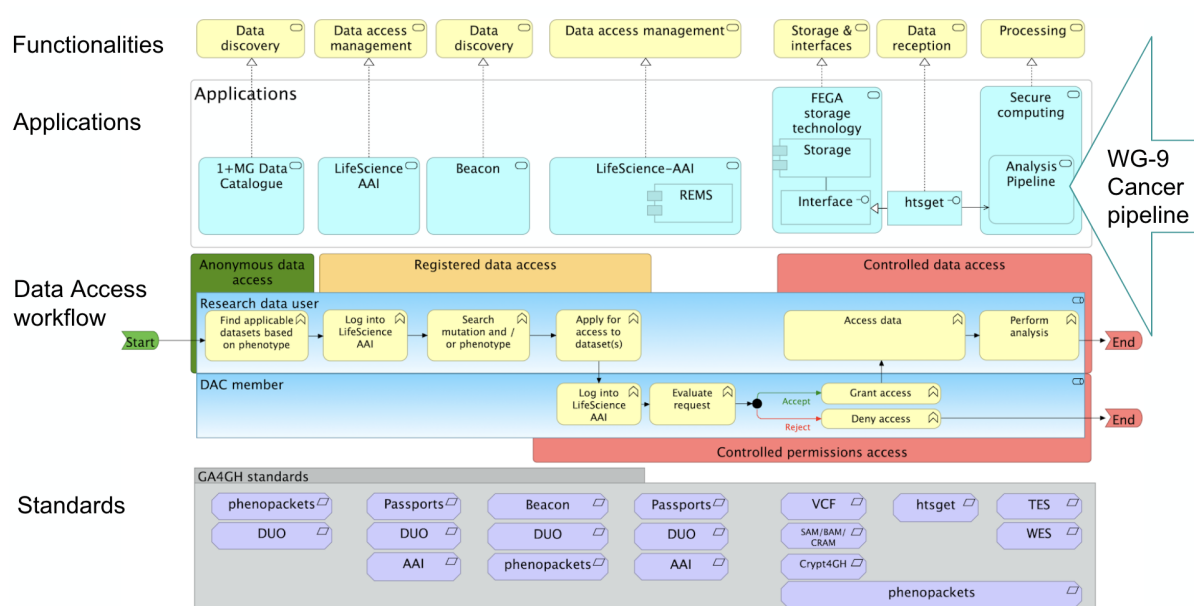 Functionalities
Data
discovery
Data access
management
Data
discovery
Data access management
Storage &
interfaces
Data
reception
Processing
Applications
Applications
1+MG Data
Catalogue
LifeScience
AAI
Beacon
LifeScience-AAI
REMS
FEGA
storage
technology
Storage
Interface
htsget
Secure
computing
Analysis
Pipeline
WG-9
Cancer
pipeline
Data Access
workflow
Anonymous data
access
Registered data access
Controlled data access
Research data user
Start
Find applicable
datasets based
on phenotype
Log into
LifeScience
AAI
Search
mutation and /
or phenotype
Apply for
access to
dataset(s)
Access data
Perform
analysis
End
DAC member
Log into
LifeScience
AAI
Evaluate
request
Accept
Reject
Grant access
Deny access
End
Controlled permissions access
Standards
GA4GH standards
phenopackets
DUO
Passports
DUO
AAI
Beacon
DUO
phenopackets
Passports
DUO
AAI
VCF
SAM/BAM/
CRAM
Crypt4GH
htsget
TES
WES
phenopackets